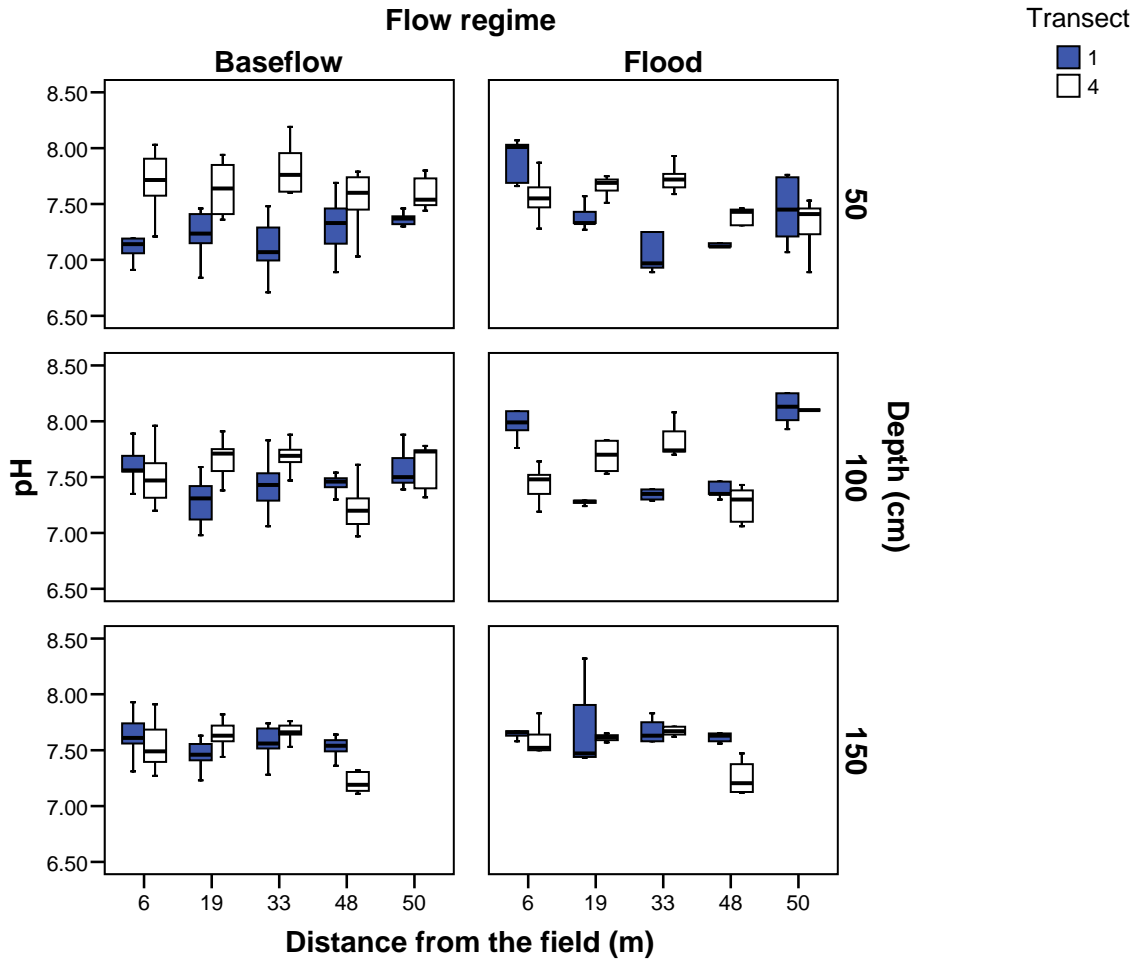 Flow regime
Transect
1
4
Baseflow
Flood
8.50
8.00
7.50
7.00
6.50
50
8.50
8.00
7.50
7.00
6.50
100
8.50
8.00
7.50
7.00
6.50
150
pH
Depth (cm)
6 19 33 48 50
6 19 33 48 50
Distance from the field (m)